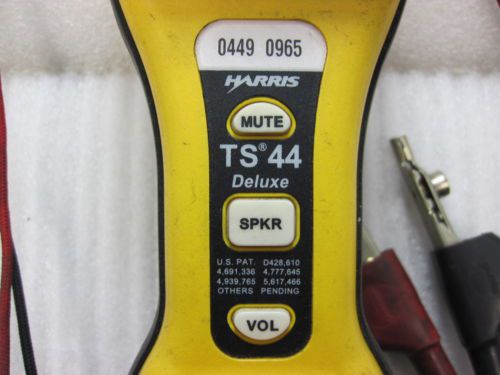 0449 0965
HARRIS
MUTE
TS® 44
Deluxe
SPKR
U.S. PAT. D428,610
4,691,336 4,777,645
4,939,765 5,617,466
OTHERS PENDING
VOL